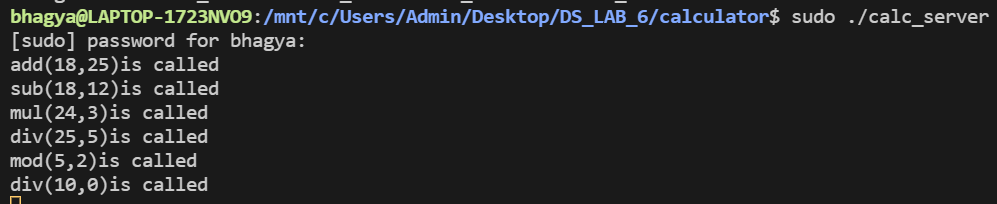 bhagya@LAPTOP-1723NVO9:/mnt/c/Users/Admin/Desktop/DS_LAB_6/calculator$ sudo ./calc_server
[sudo] password for bhagya:
add(18,25)is called
sub(18,12)is called
mul(24,3)is called
div(25,5)is called
mod(5,2)is called
div(10,0)is called